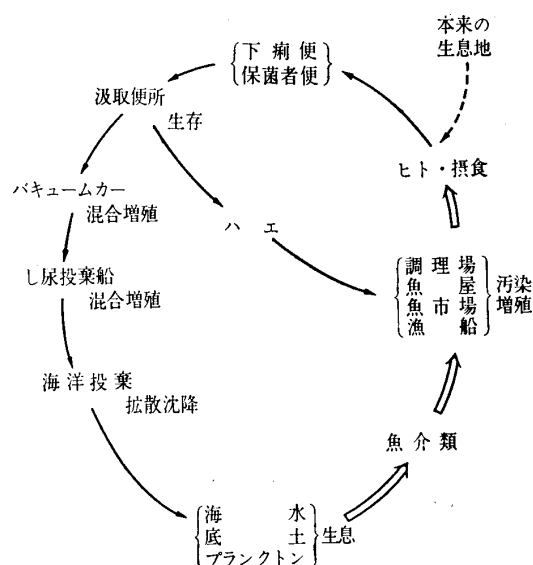 本来の
生息地
下痢便
保菌者便
汲取便所
生存
ヒト・摂食
バキュームカー
混合増殖
ハエ
調理場
魚屋
魚市場
漁船
汚染
増殖
し尿投棄船
混合増殖
海洋投棄
拡散沈降
魚介類
海水
底土
プランクトン
生息